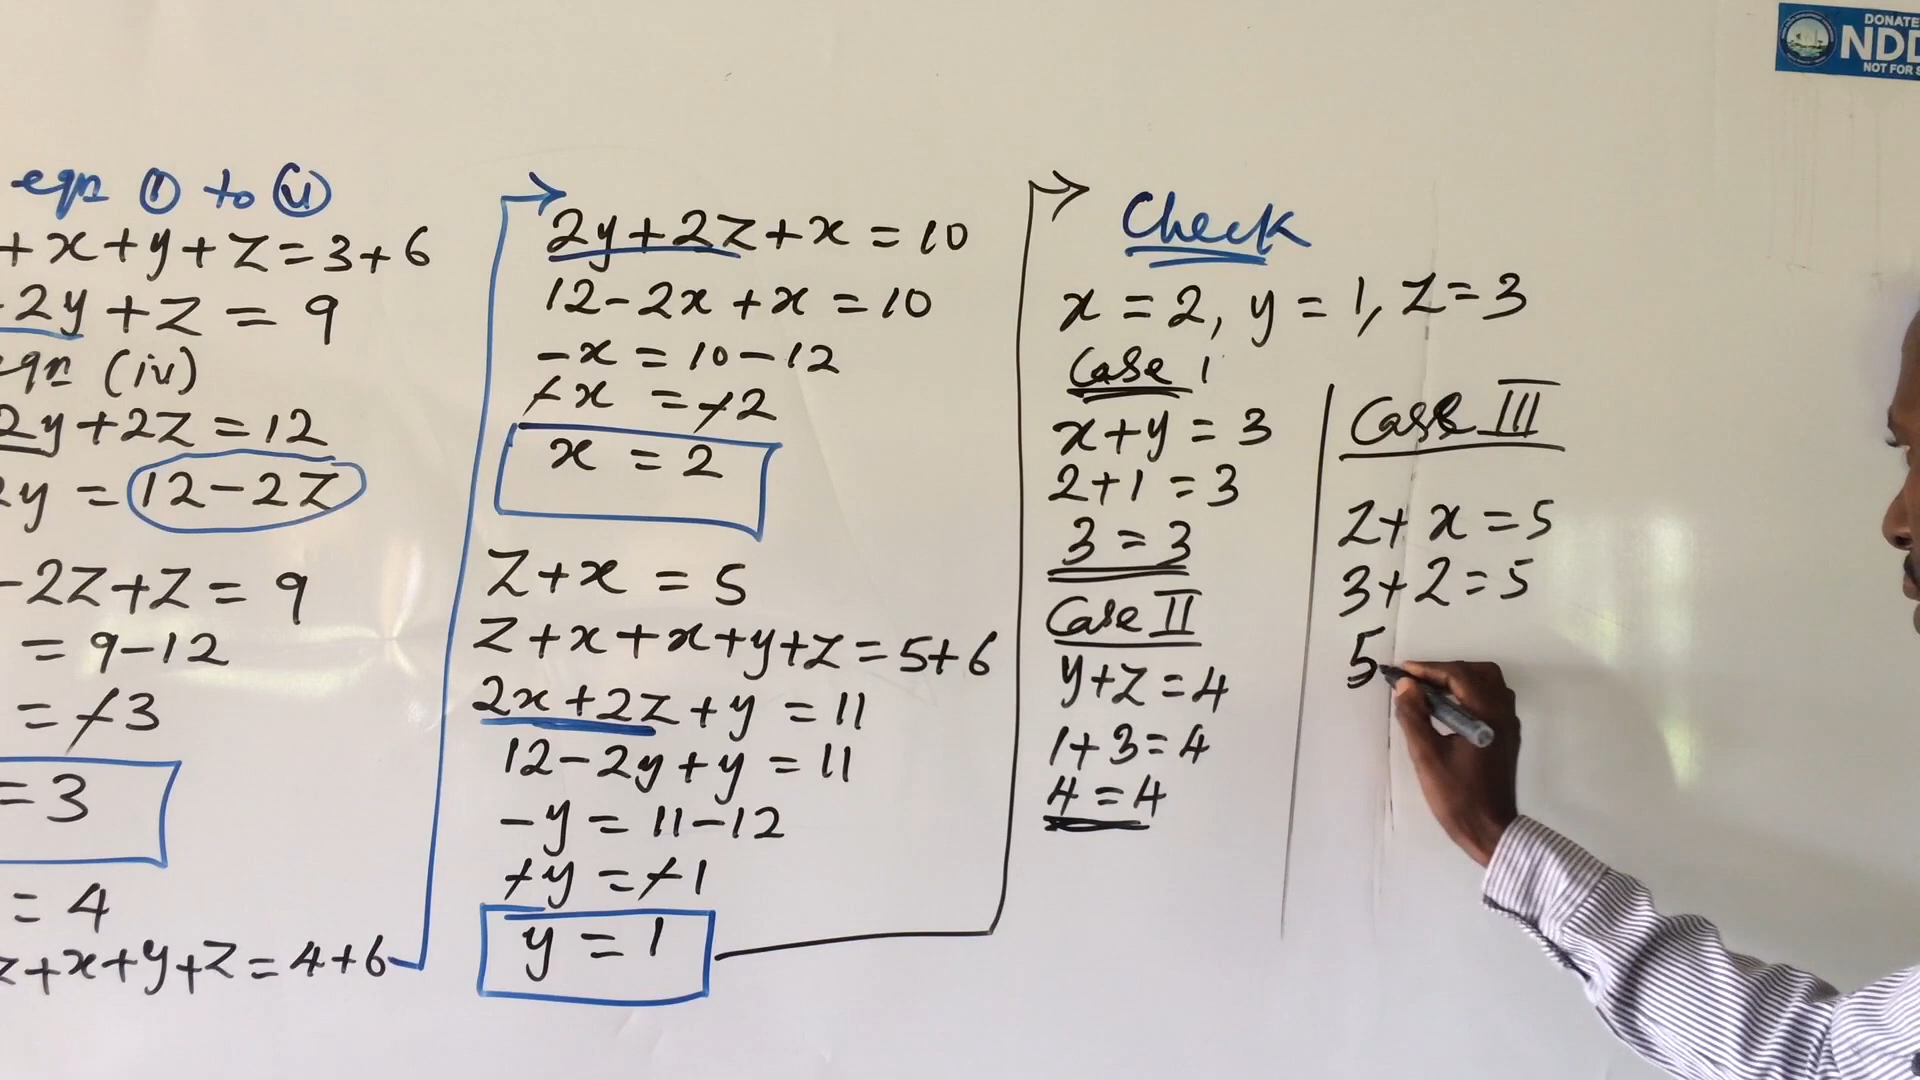 eqn ① to
+ x + y + z = 3 + 6
2y + z = 9
eqn (iv)
2y + 2z = 12
2y = 12 - 2z
- 2z + z = 9
= 9 - 12
= -3
= 3
= 4
z + x + y + z = 4 + 6
2y + 2z + x = 10
12 - 2x + x = 10
-x = 10 - 12
-x = -2
x = 2
z + x = 5
z + x + x + y + z = 5 + 6
2x + 2z + y = 11
12 - 2y + y = 11
-y = 11 - 12
-y = -1
y = 1
Check
x = 2, y = 1, z = 3
Case 1
x + y = 3
2 + 1 = 3
3 = 3
Case II
y + z = 4
1 + 3 = 4
4 = 4
Case III
z + x = 5
3 + 2 = 5
5
DONATE
NDD
NOT FOR S